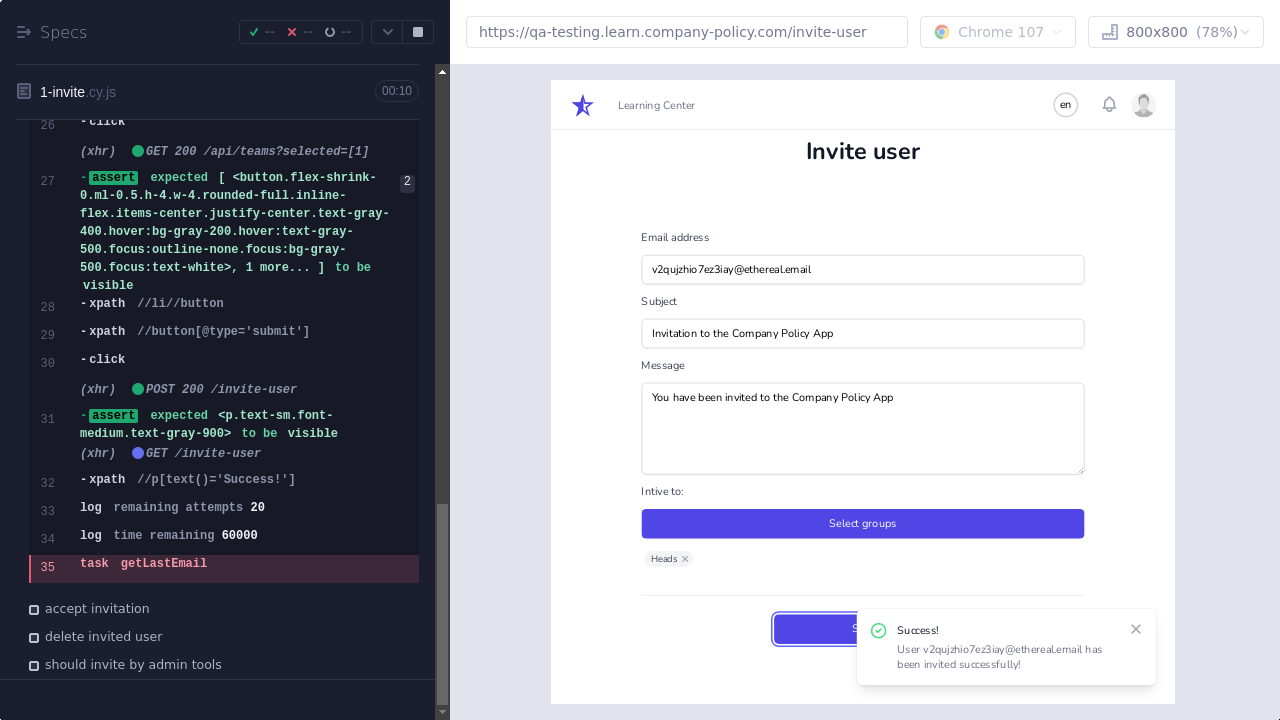 Specs
--
--
--
https://qa-testing.learn.company-policy.com/invite-user
Chrome 107
800x800 (78%)
1-invite.cy.js
00:10
26 -click
(xhr) GET 200 /api/teams?selected=[1]
27 -assert expected [ <button.flex-shrink-
0.ml-0.5.h-4.w-4.rounded-full.inline-
flex.items-center.justify-center.text-gray-
400.hover:bg-gray-200.hover:text-gray-
500.focus:outline-none.focus:bg-gray-
500.focus:text-white>, 1 more... ] to be
visible
2
28 -xpath //li//button
29 -xpath //button[@type='submit']
30 -click
(xhr) POST 200 /invite-user
31 -assert expected <p.text-sm.font-
medium.text-gray-900> to be visible
(xhr) GET /invite-user
32 -xpath //p[text()='Success!']
33 log remaining attempts 20
34 log time remaining 60000
35 task getLastEmail
accept invitation
delete invited user
should invite by admin tools
Learning Center
en
Invite user
Email address
v2qujzhio7ez3iay@ethereal.email
Subject
Invitation to the Company Policy App
Message
You have been invited to the Company Policy App
Intive to:
Select groups
Heads
Success!
User v2qujzhio7ez3iay@ethereal.email has
been invited successfully!